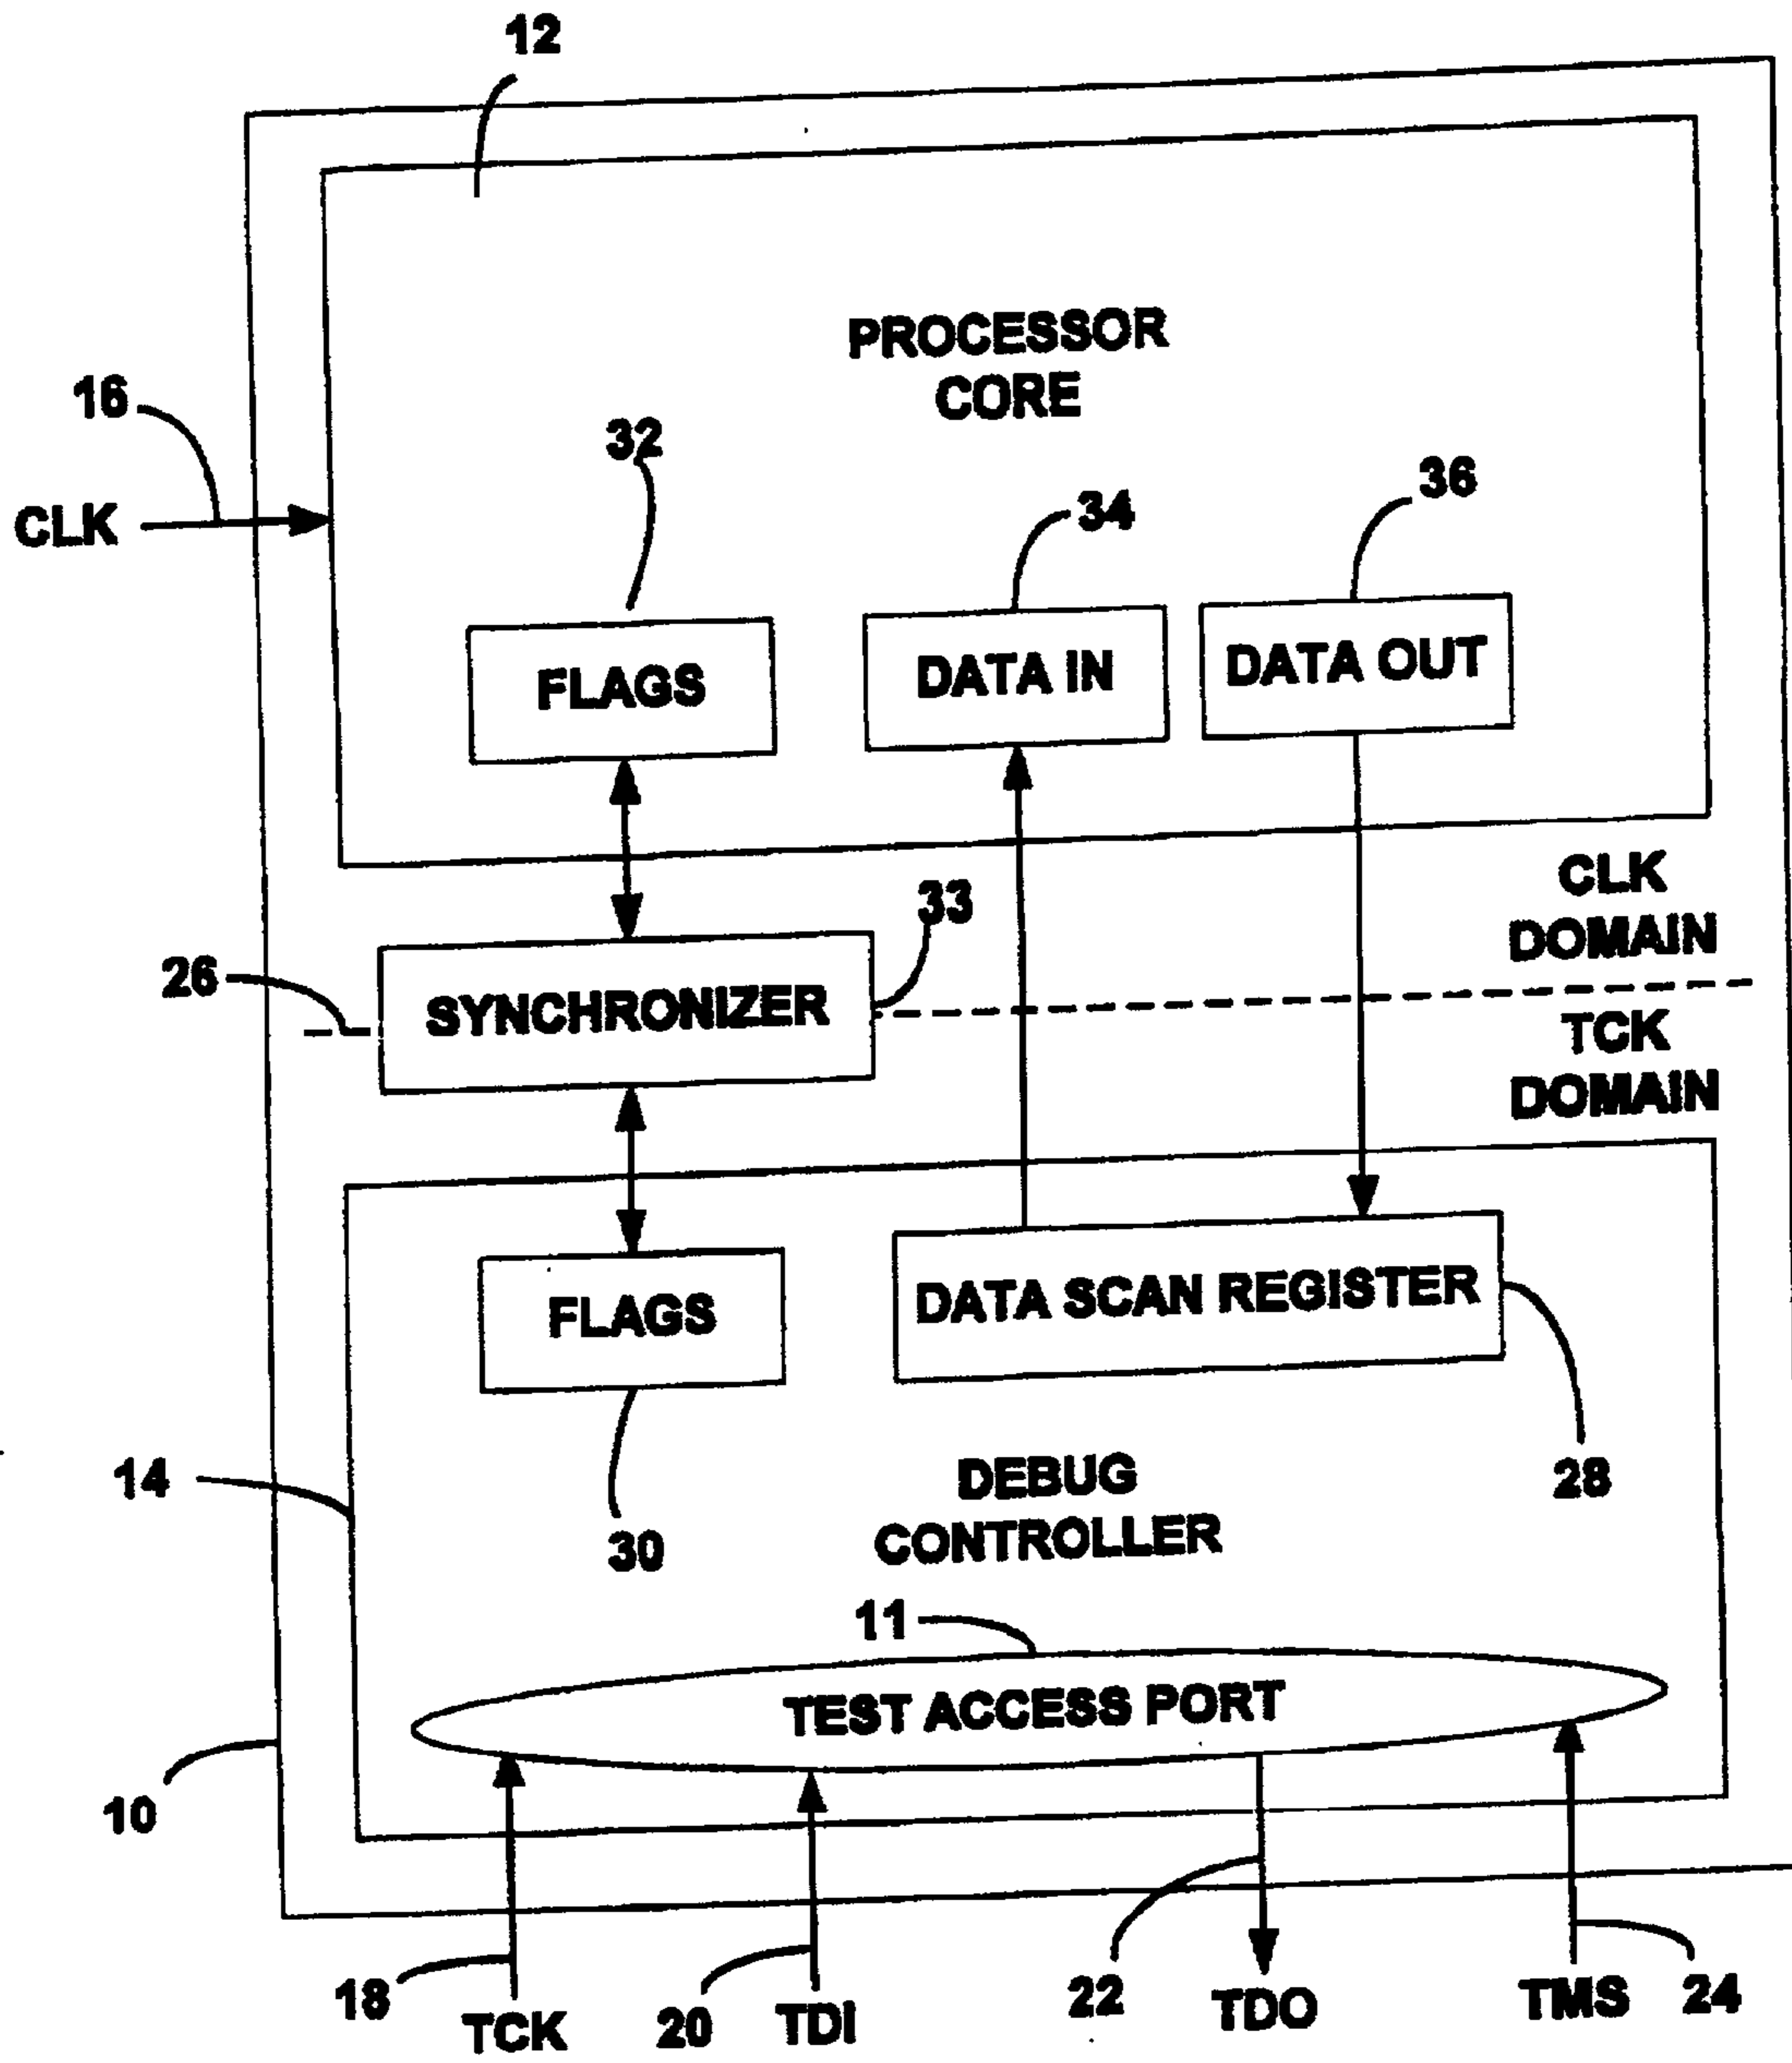 12
PROCESSOR
CORE
16
CLK
32
34
36
FLAGS
DATA IN
DATA OUT
CLK
DOMAIN
33
26
SYNCHRONIZER
TCK
DOMAIN
FLAGS
DATA SCAN REGISTER
14
30
DEBUG
CONTROLLER
28
11
TEST ACCESS PORT
10
18
TCK
20
TDI
22
TDO
TMS
24